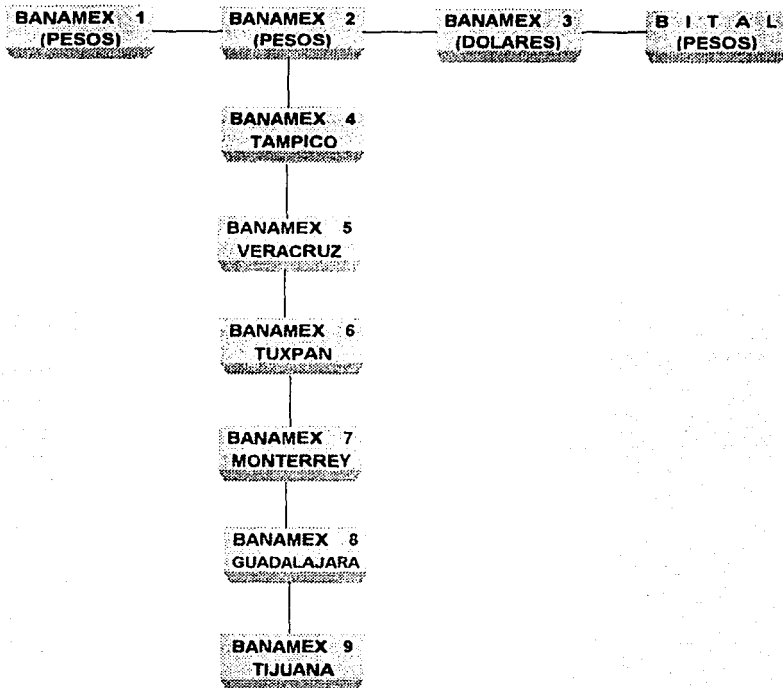 BANAMEX 1
(PESOS)
BANAMEX 2
(PESOS)
BANAMEX 3
(DOLARES)
B I T A L
(PESOS)
BANAMEX 4
TAMPICO
BANAMEX 5
VERACRUZ
BANAMEX 6
TUXPAN
BANAMEX 7
MONTERREY
BANAMEX 8
GUADALAJARA
BANAMEX 9
TIJUANA